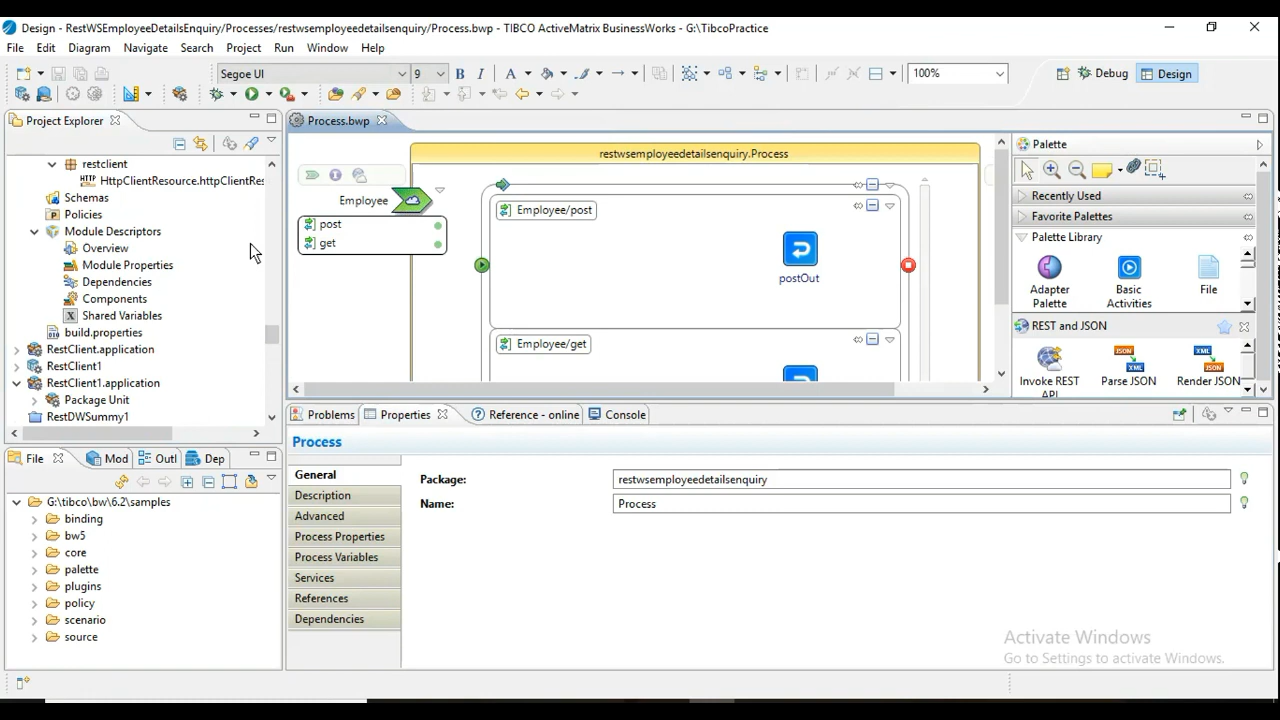 Design - RestWSEmployeeDetailsEnquiry/Processes/restwsemployeedetailsenquiry/Process.bwp - TIBCO ActiveMatrix BusinessWorks - G:\TibcoPractice
File Edit Diagram Navigate Search Project Run Window Help
Segoe UI 9 B I A 100% Debug Design
Project Explorer
restclient
HTTP HttpClientResource.httpClientRes
Schemas
Policies
Module Descriptors
Overview
Module Properties
Dependencies
Components
X Shared Variables
build.properties
RestClient.application
RestClient1
RestClient1.application
Package Unit
RestDWSummy1
Process.bwp
restwsemployeedetailsenquiry.Process
Employee
post
get
Employee/post
postOut
Employee/get
Palette
Recently Used
Favorite Palettes
Palette Library
Adapter Palette
Basic Activities
File
REST and JSON
Invoke REST API
JSON XML Parse JSON
XML JSON Render JSON
File Mod Outl Dep
G:\tibco\bw\6.2\samples
binding
bw5
core
palette
plugins
policy
scenario
source
Problems Properties Reference - online Console
Process
General
Description
Advanced
Process Properties
Process Variables
Services
References
Dependencies
Package: restwsemployeedetailsenquiry
Name: Process
Activate Windows
Go to Settings to activate Windows.